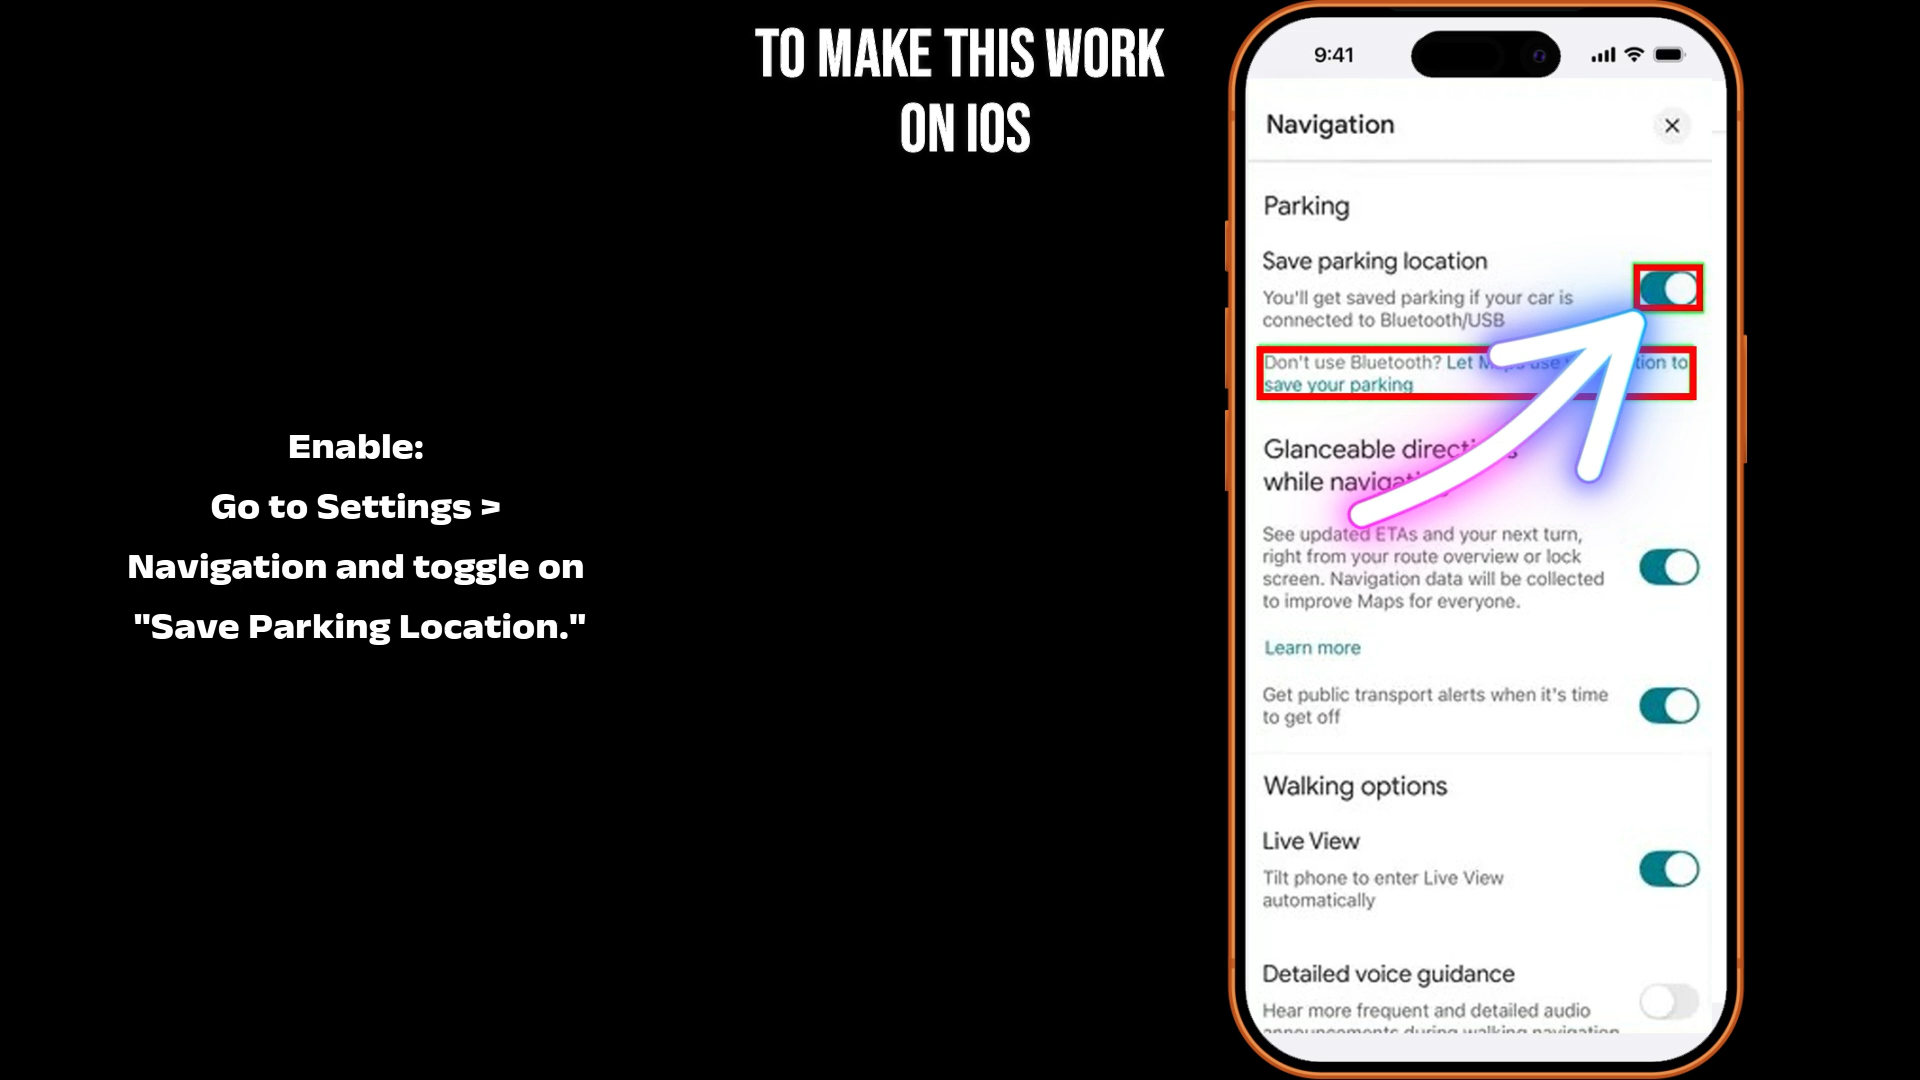 TO MAKE THIS WORK
ON IOS
Enable:
Go to Settings >
Navigation and toggle on
"Save Parking Location."
9:41
Navigation
Parking
Save parking location
You'll get saved parking if your car is
connected to Bluetooth/USB
Don't use Bluetooth? Let use to
save your parking
Glanceable
while
See updated ETAs and your next turn,
right from your route overview or lock
screen. Navigation data will be collected
to improve Maps for everyone.
Learn more
Get public transport alerts when it's time
to get off
Walking options
Live View
Tilt phone to enter Live View
automatically
Detailed voice guidance
Hear more frequent and detailed audio
announcements during walking navigation